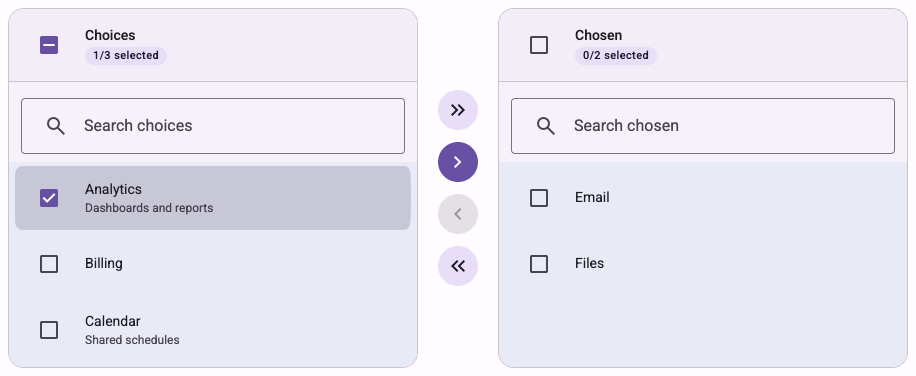 Choices
1/3 selected
Search choices
Analytics
Dashboards and reports
Billing
Calendar
Shared schedules
Chosen
0/2 selected
Search chosen
Email
Files